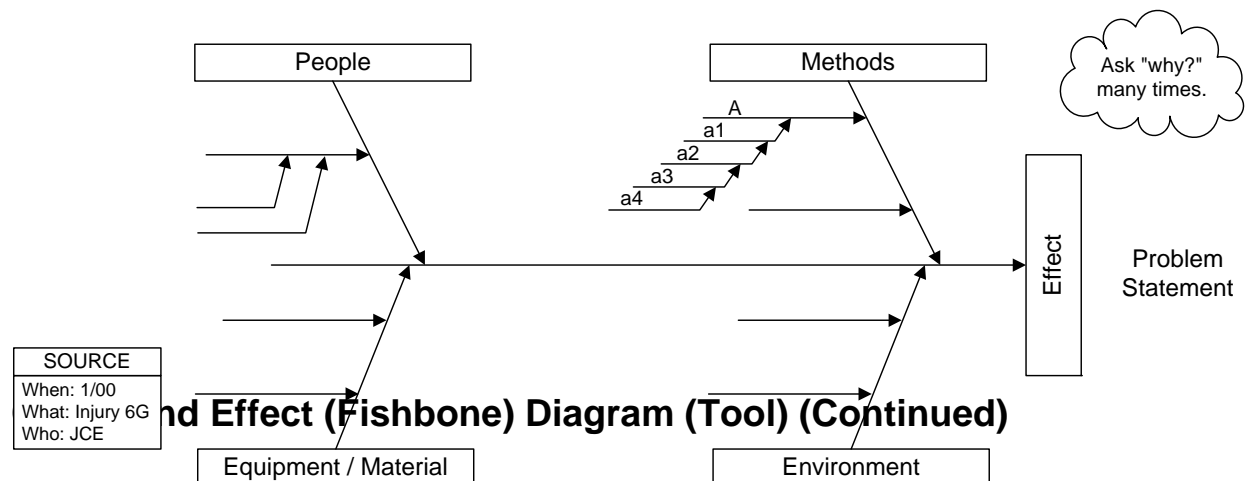 People
Methods
Ask "why?"
many times.
A
a1
a2
a3
a4
Effect
Problem
Statement
SOURCE
When: 1/00
What: Injury 6G
Who: JCE
nd Effect (Fishbone) Diagram (Tool) (Continued)
Equipment / Material
Environment